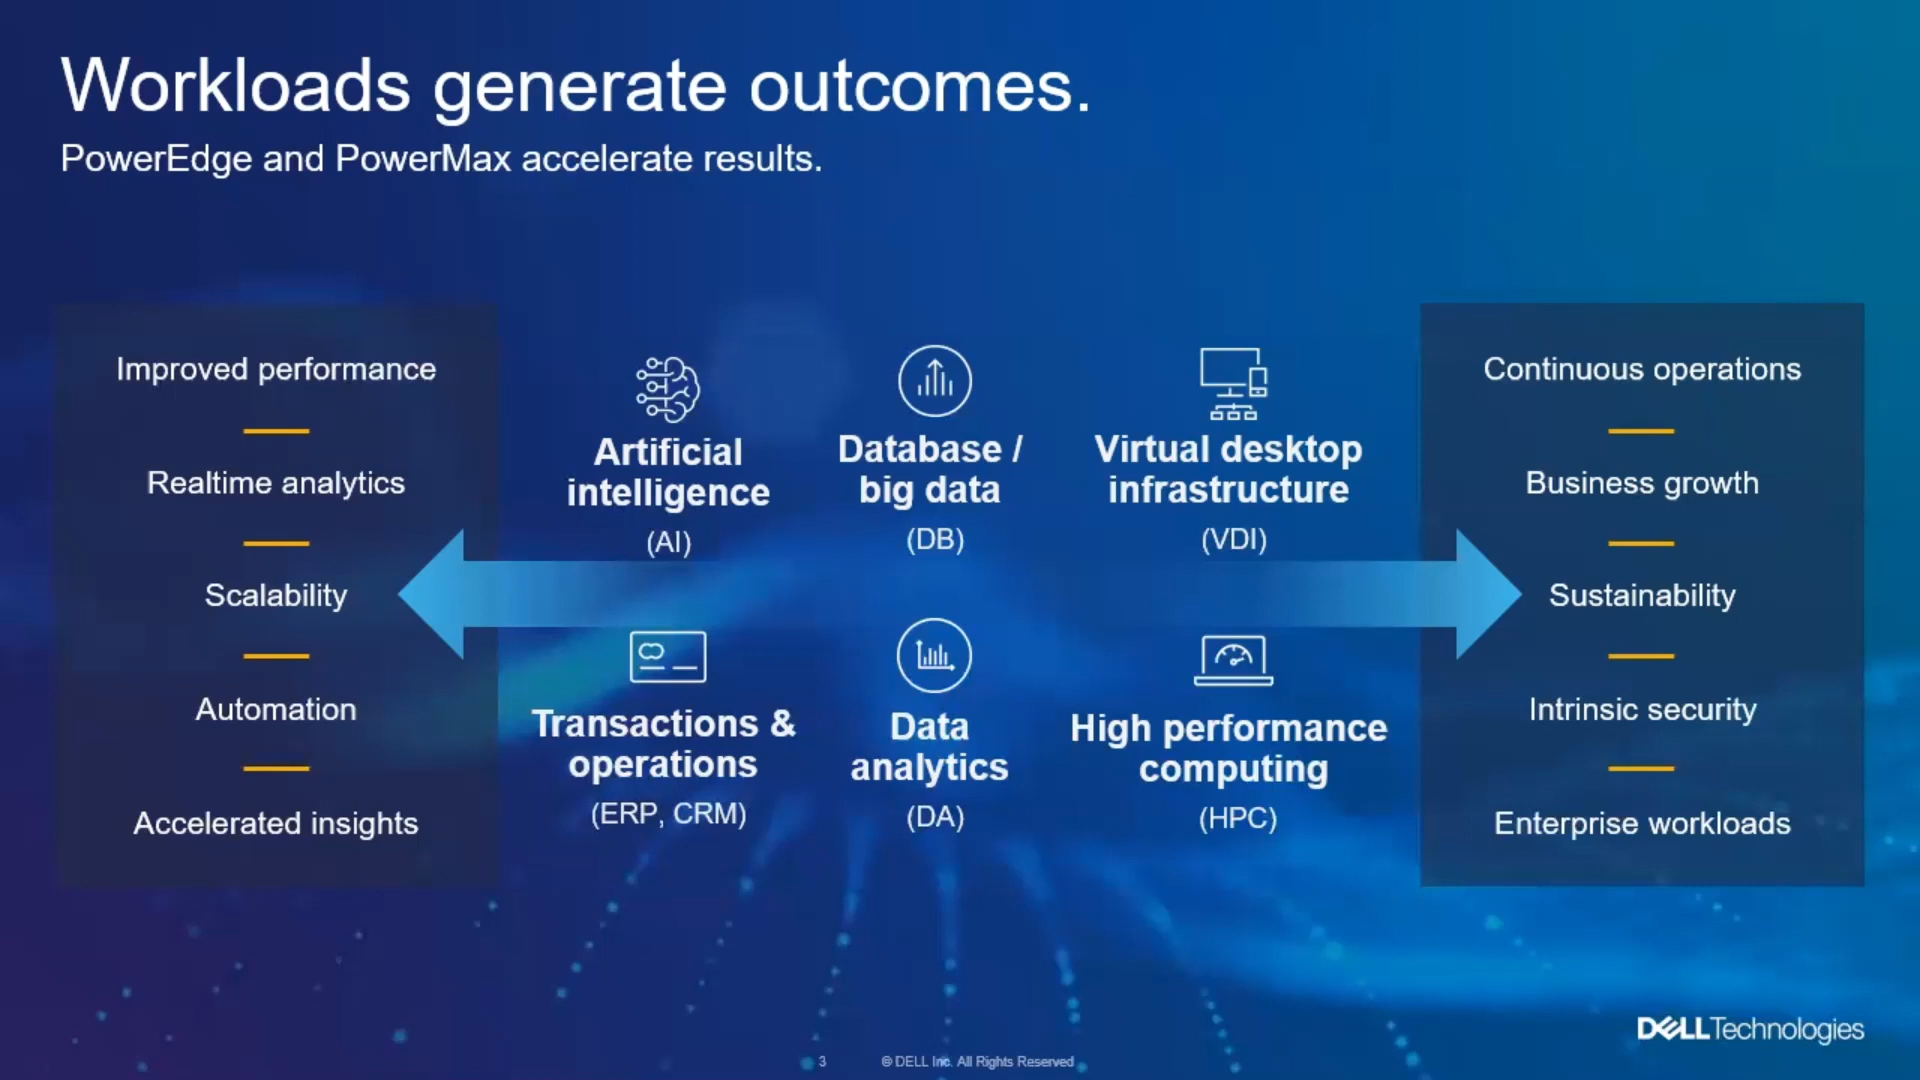 Workloads generate outcomes.
PowerEdge and PowerMax accelerate results.
Improved performance
Realtime analytics
Scalability
Automation
Accelerated insights
Artificial
intelligence
(AI)
Database /
big data
(DB)
Virtual desktop
infrastructure
(VDI)
Transactions &
operations
(ERP, CRM)
Data
analytics
(DA)
High performance
computing
(HPC)
Continuous operations
Business growth
Sustainability
Intrinsic security
Enterprise workloads
DELLTechnologies
3 © DELL Inc. All Rights Reserved